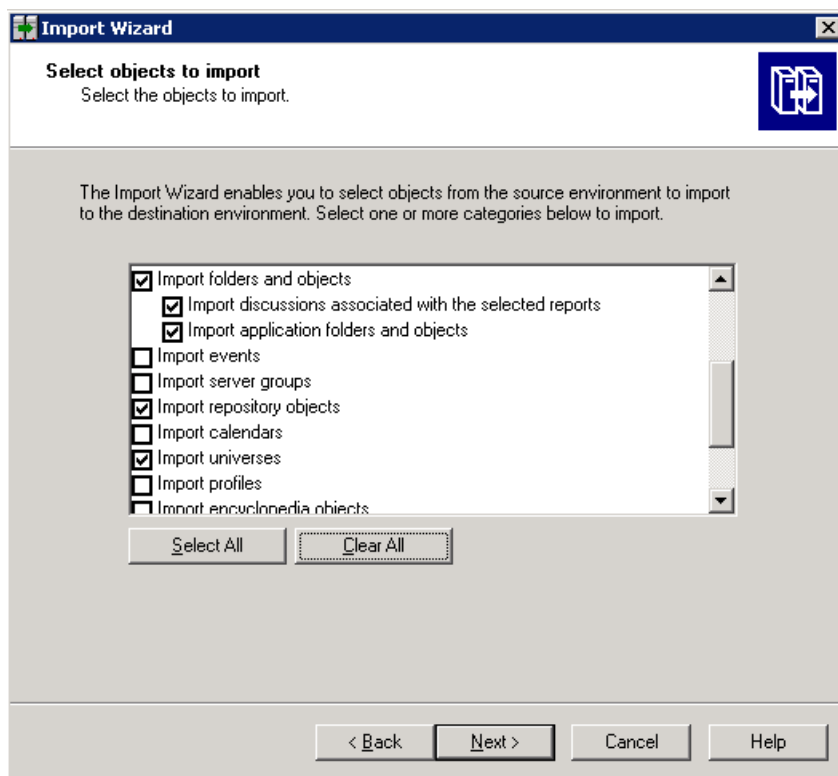 Import Wizard
Select objects to import
Select the objects to import.
The Import Wizard enables you to select objects from the source environment to import
to the destination environment. Select one or more categories below to import.
Import folders and objects
Import discussions associated with the selected reports
Import application folders and objects
Import events
Import server groups
Import repository objects
Import calendars
Import universes
Import profiles
Import encyclopedia objects
Select All
Clear All
< Back
Next >
Cancel
Help